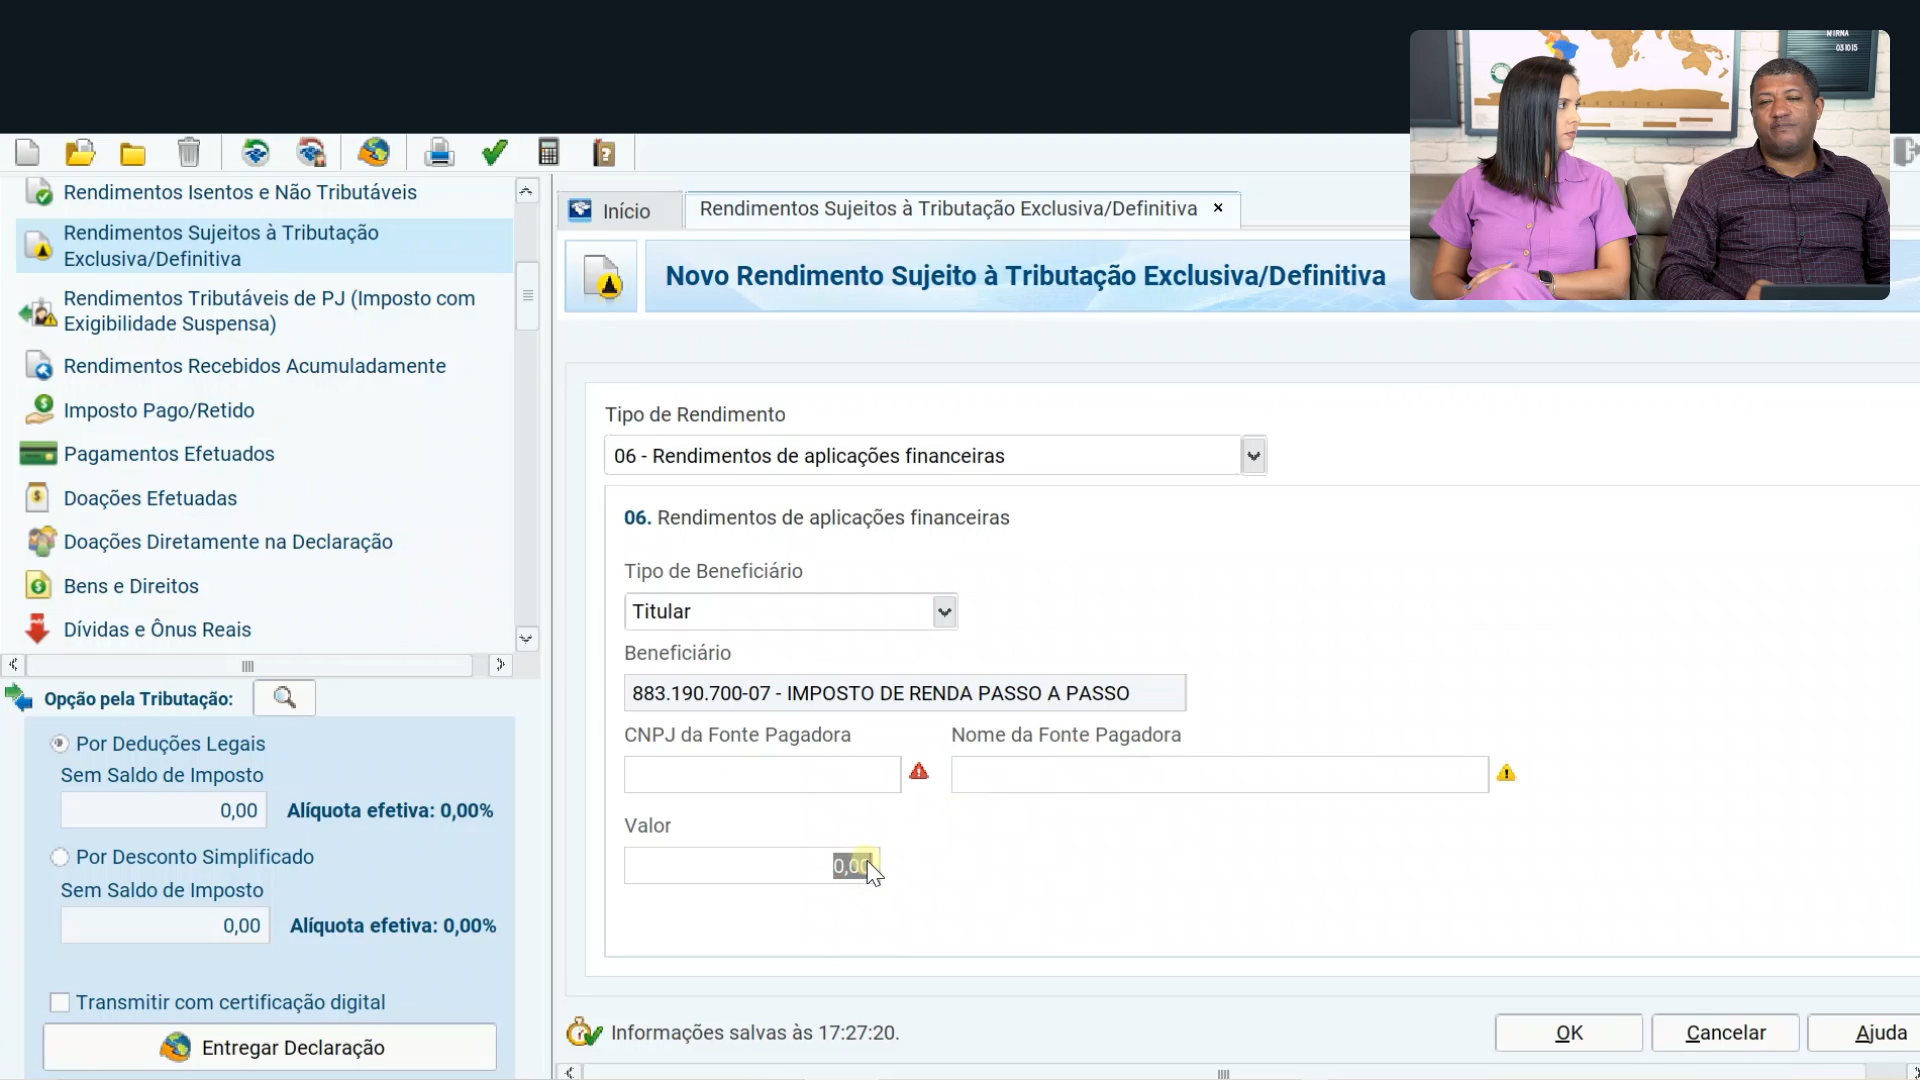 MIRNA
031015
Rendimentos Isentos e Não Tributáveis
Rendimentos Sujeitos à Tributação
Exclusiva/Definitiva
Rendimentos Tributáveis de PJ (Imposto com
Exigibilidade Suspensa)
Rendimentos Recebidos Acumuladamente
Imposto Pago/Retido
Pagamentos Efetuados
Doações Efetuadas
Doações Diretamente na Declaração
Bens e Direitos
Dívidas e Ônus Reais
Opção pela Tributação:
Por Deduções Legais
Sem Saldo de Imposto
0,00 Alíquota efetiva: 0,00%
Por Desconto Simplificado
Sem Saldo de Imposto
0,00 Alíquota efetiva: 0,00%
Transmitir com certificação digital
Entregar Declaração
Início
Rendimentos Sujeitos à Tributação Exclusiva/Definitiva ×
Novo Rendimento Sujeito à Tributação Exclusiva/Definitiva
Tipo de Rendimento
06 - Rendimentos de aplicações financeiras
06. Rendimentos de aplicações financeiras
Tipo de Beneficiário
Titular
Beneficiário
883.190.700-07 - IMPOSTO DE RENDA PASSO A PASSO
CNPJ da Fonte Pagadora Nome da Fonte Pagadora
Valor
0,00
Informações salvas às 17:27:20.
OK
Cancelar
Ajuda